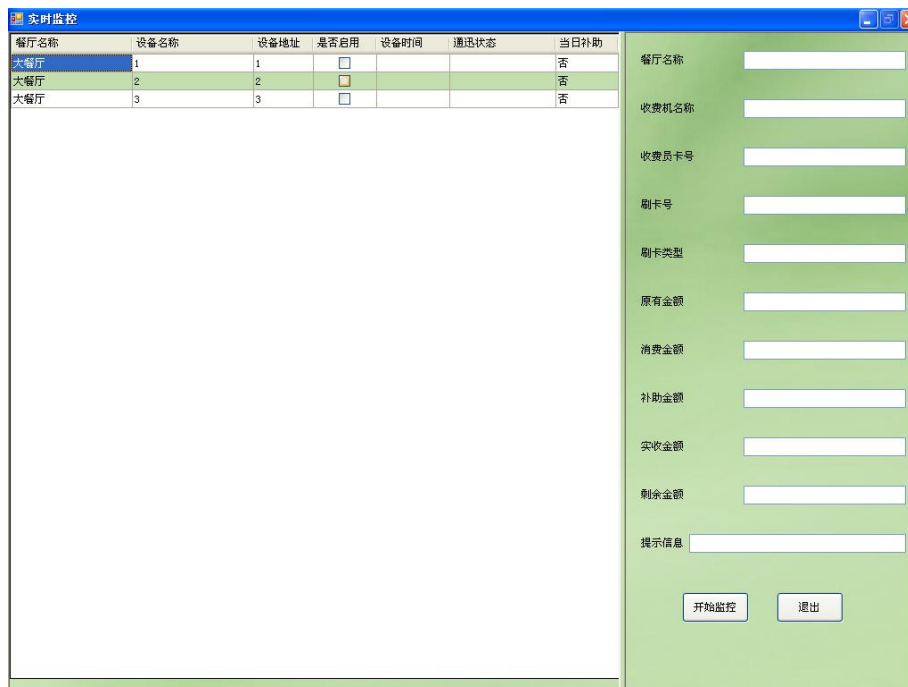 实时监控
餐厅名称 设备名称 设备地址 是否启用 设备时间 通迅状态 当日补助
大餐厅 1 1 否
大餐厅 2 2 否
大餐厅 3 3 否
餐厅名称
收费机名称
收费员卡号
刷卡号
刷卡类型
原有金额
消费金额
补助金额
实收金额
剩余金额
提示信息
开始监控 退出